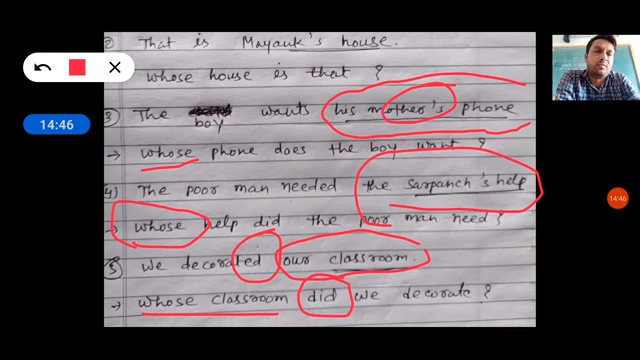 ② That is Mayank's house.
whose house is that ?
③ The boy wants his mother's phone
→ whose phone does the boy want ?
④ The poor man needed the Sarpanch's help
→ whose help did the poor man need ?
⑤ We decorated our classroom.
→ whose classroom did we decorate ?
14:46
14:46